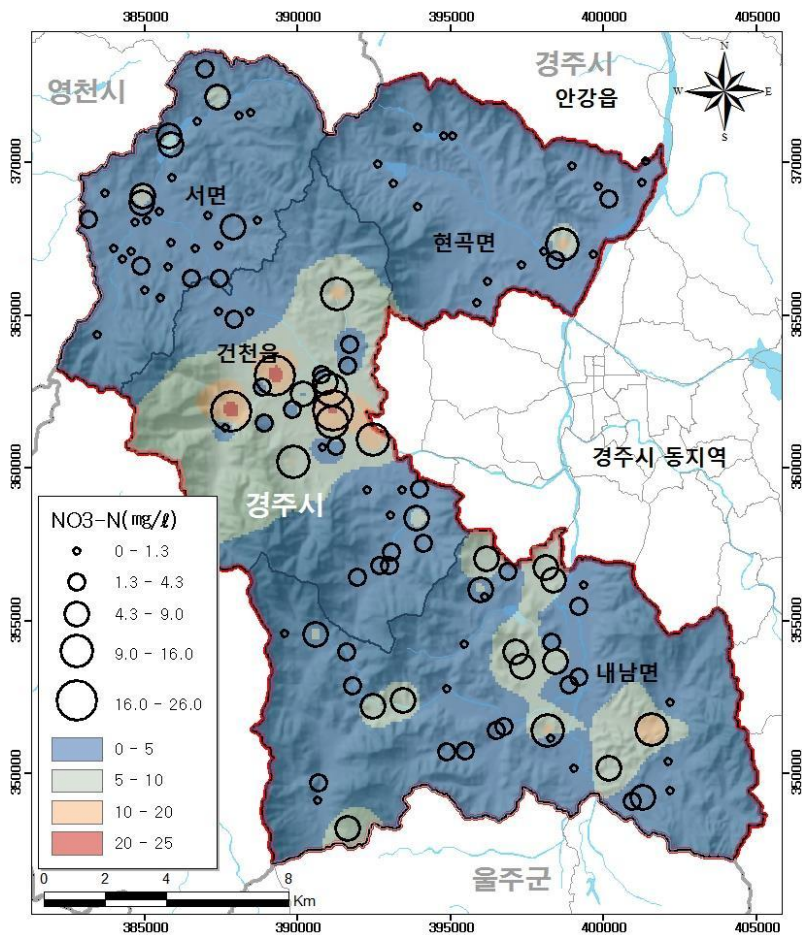 385000 390000 395000 400000 405000
영천시
경주시
안강읍
N
W E
S
370000 370000
서면
현곡면
365000 365000
건천읍
360000 360000
경주시 동지역
경주시
NO3-N(㎎/ℓ)
0 - 1.3
1.3 - 4.3
4.3 - 9.0
9.0 - 16.0
16.0 - 26.0
0 - 5
5 - 10
10 - 20
20 - 25
355000 355000
내남면
350000 350000
울주군
0 2 4 8
Km
385000 390000 395000 400000 405000